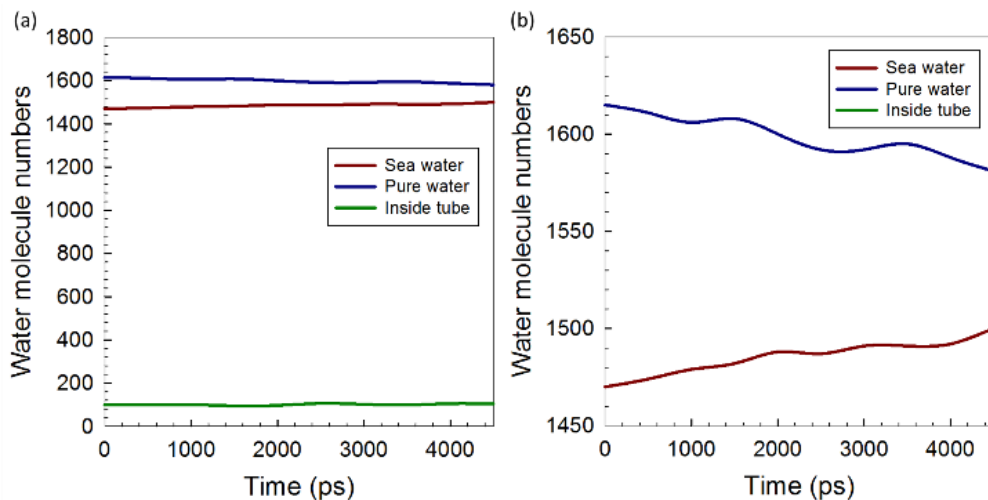 (a)
1800
1600
1400
1200
1000
800
600
400
200
0
Water molecule numbers
Sea water
Pure water
Inside tube
0 1000 2000 3000 4000
Time (ps)
(b)
1650
1600
1550
1500
1450
Water molecule numbers
Sea water
Pure water
Inside tube
0 1000 2000 3000 4000
Time (ps)